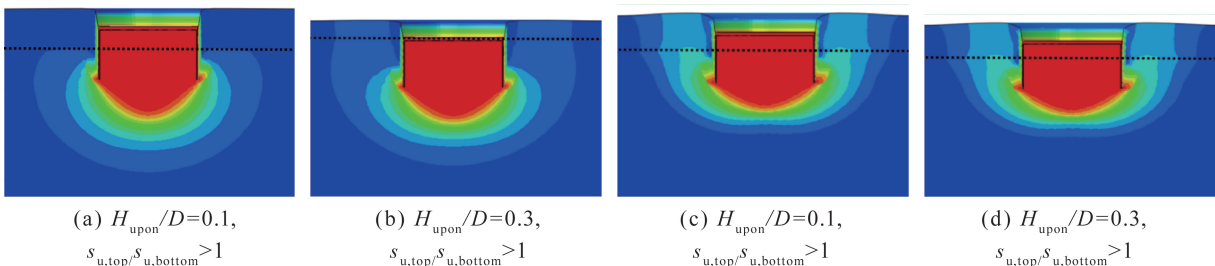 (a) H_upon/D=0.1,
s_u,top/s_u,bottom>1
(b) H_upon/D=0.3,
s_u,top/s_u,bottom>1
(c) H_upon/D=0.1,
s_u,top/s_u,bottom>1
(d) H_upon/D=0.3,
s_u,top/s_u,bottom>1